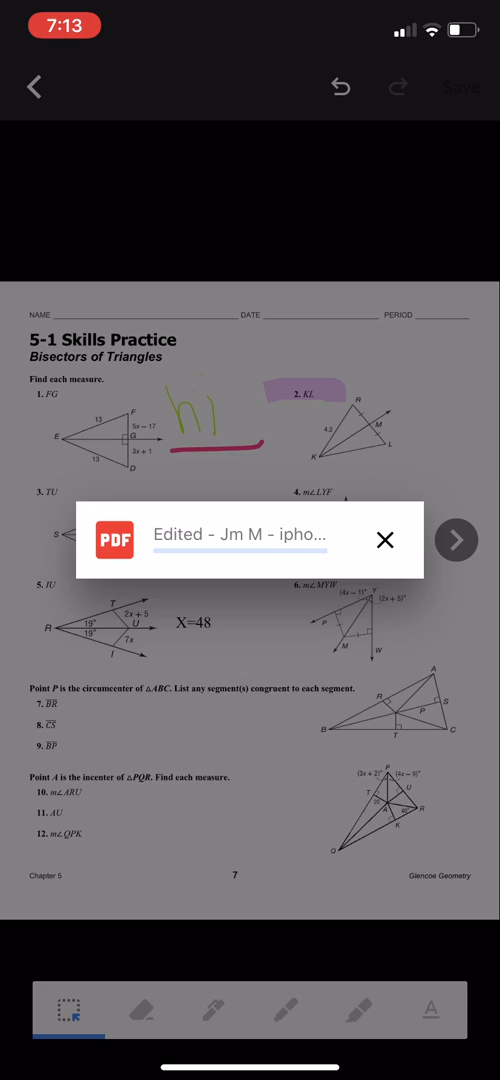 7:13
Save
NAME DATE PERIOD
5-1 Skills Practice
Bisectors of Triangles
Find each measure.
1. FG
2. KL
hi
13
F
5x − 17
G
E
3x + 1
13
D
R
4.2
M
L
K
3. TU
4. m∠LYF
S
PDF Edited - Jm M - ipho...
5. IU
6. m∠MYW
T
2x + 5
19°
R
U
19°
7x
I
X=48
(4x − 1)°
Y
(2x + 5)°
P
M
W
Point P is the circumcenter of △ABC. List any segment(s) congruent to each segment.
7. BR
8. CS
9. BP
A
R
S
P
B
T
C
Point A is the incenter of △PQR. Find each measure.
10. m∠ARU
11. AU
12. m∠QPK
P
(3x + 2)°
(4x − 9)°
T
U
20
A
40°
R
K
Q
Chapter 5
7
Glencoe Geometry
A